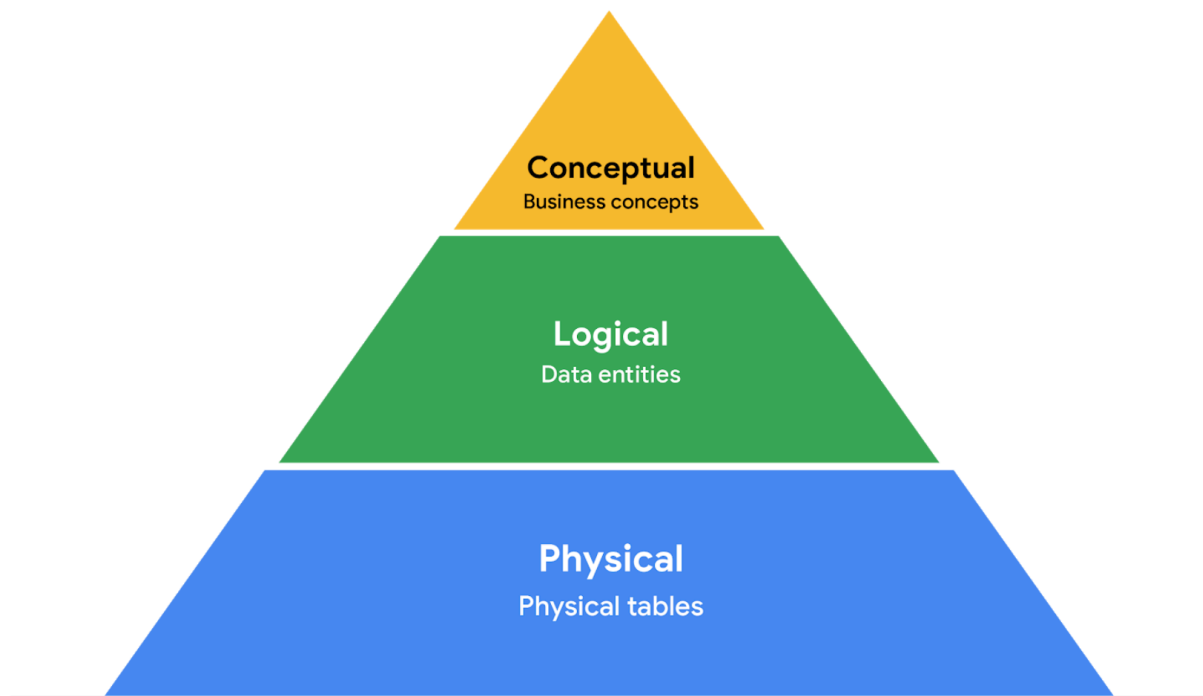 Conceptual
Business concepts
Logical
Data entities
Physical
Physical tables